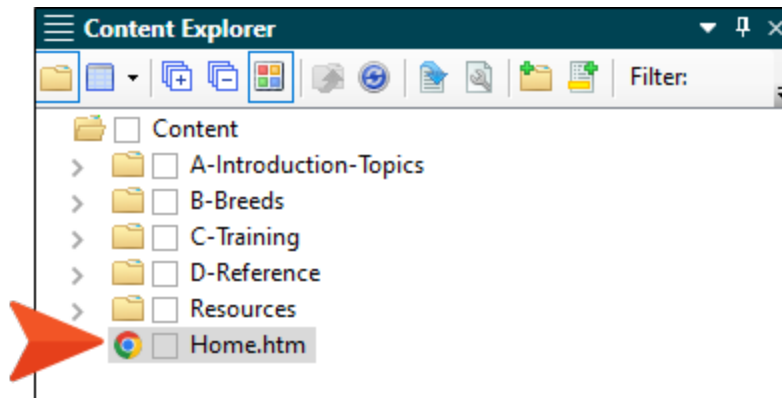 Content Explorer
Filter:
Content
A-Introduction-Topics
B-Breeds
C-Training
D-Reference
Resources
Home.htm